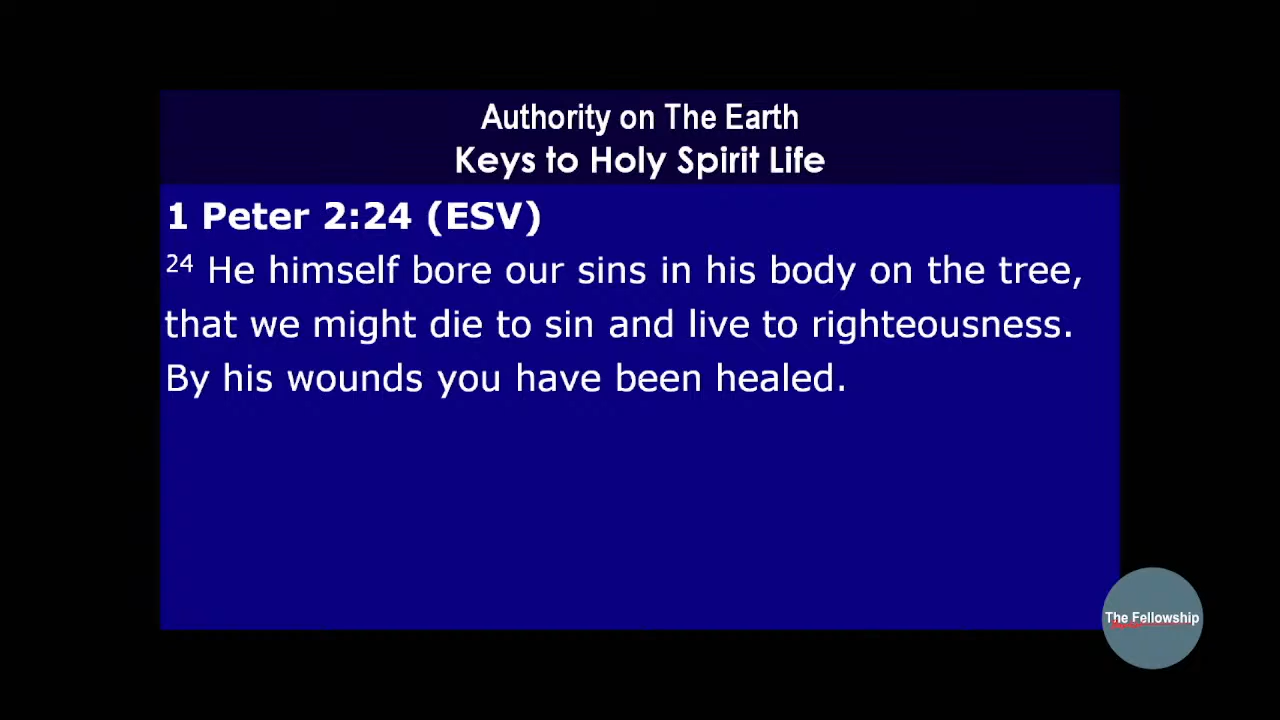 Authority on The Earth
Keys to Holy Spirit Life
1 Peter 2:24 (ESV)
24 He himself bore our sins in his body on the tree,
that we might die to sin and live to righteousness.
By his wounds you have been healed.
The Fellowship